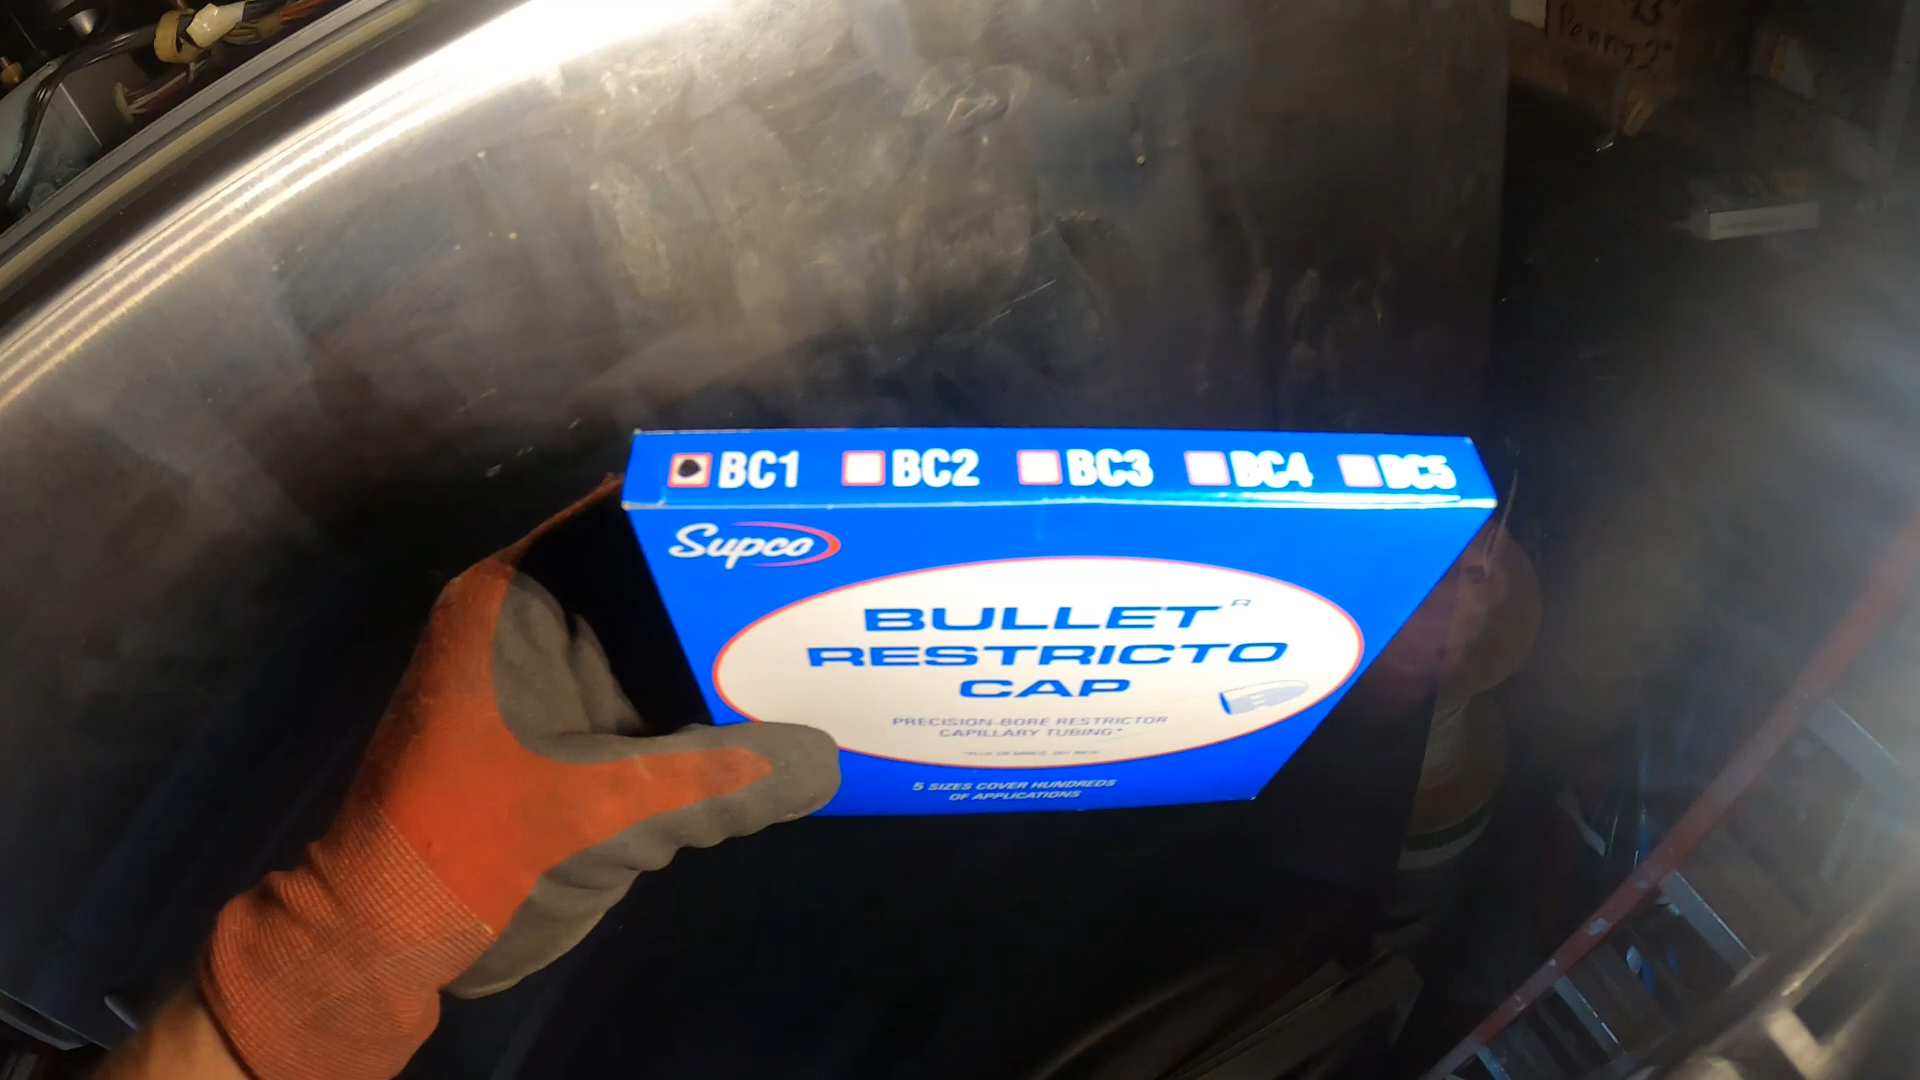 BC1 BC2 BC3 BC4 BC5
Supco
BULLET R
RESTRICTO
CAP
PRECISION-BORE RESTRICTOR
CAPILLARY TUBING*
5 SIZES COVER HUNDREDS
OF APPLICATIONS